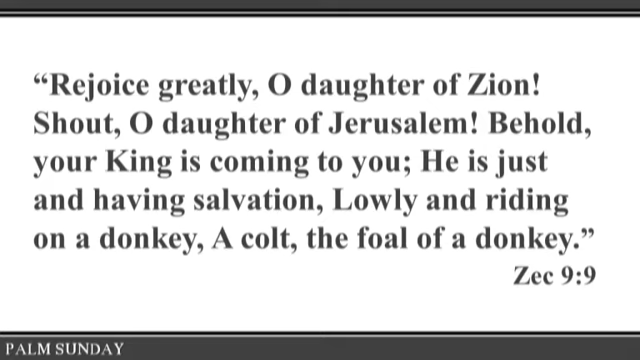 “Rejoice greatly, O daughter of Zion!
Shout, O daughter of Jerusalem! Behold,
your King is coming to you; He is just
and having salvation, Lowly and riding
on a donkey, A colt, the foal of a donkey.”
Zec 9:9
PALM SUNDAY